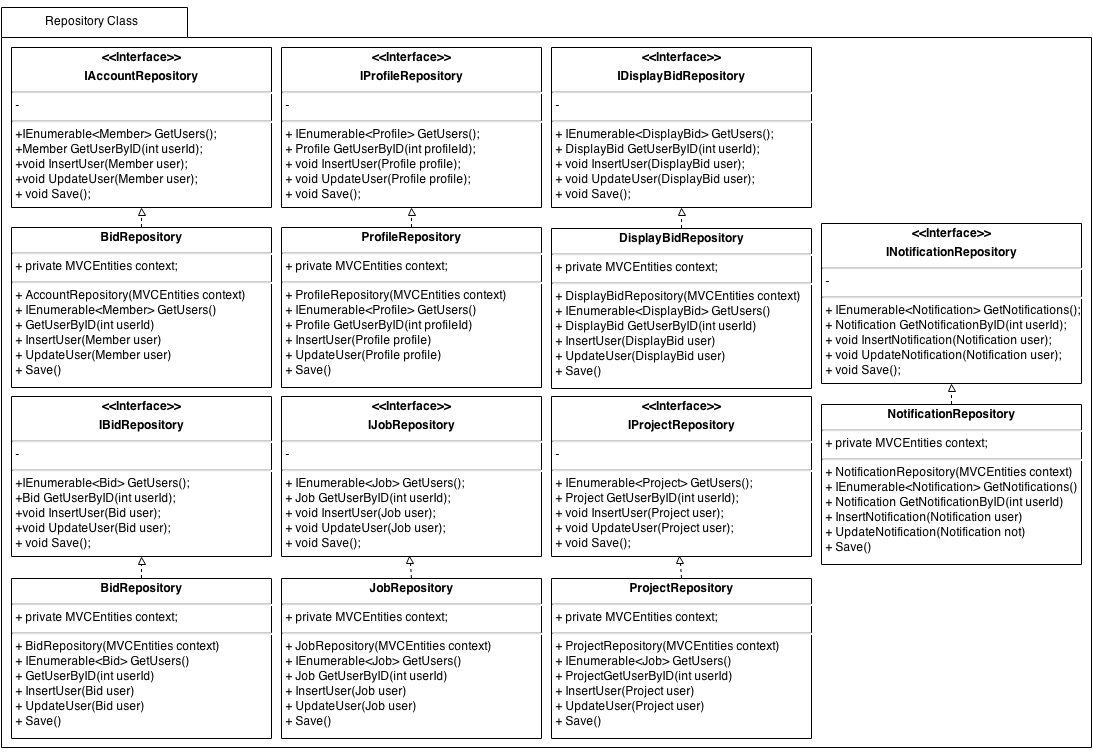 Repository Class
<<Interface>>
IAccountRepository
-
+IEnumerable<Member> GetUsers();
+Member GetUserByID(int userId);
+void InsertUser(Member user);
+void UpdateUser(Member user);
+ void Save();
<<Interface>>
IProfileRepository
-
+ IEnumerable<Profile> GetUsers();
+ Profile GetUserByID(int profileId);
+ void InsertUser(Profile profile);
+ void UpdateUser(Profile profile);
+ void Save();
<<Interface>>
IDisplayBidRepository
-
+ IEnumerable<DisplayBid> GetUsers();
+ DisplayBid GetUserByID(int userId);
+ void InsertUser(DisplayBid user);
+ void UpdateUser(DisplayBid user);
+ void Save();
BidRepository
+ private MVCEntities context;
+ AccountRepository(MVCEntities context)
+ IEnumerable<Member> GetUsers()
+ GetUserByID(int userId)
+ InsertUser(Member user)
+ UpdateUser(Member user)
+ Save()
ProfileRepository
+ private MVCEntities context;
+ ProfileRepository(MVCEntities context)
+ IEnumerable<Profile> GetUsers()
+ Profile GetUserByID(int profileId)
+ InsertUser(Profile profile)
+ UpdateUser(Profile profile)
+ Save()
DisplayBidRepository
+ private MVCEntities context;
+ DisplayBidRepository(MVCEntities context)
+ IEnumerable<DisplayBid> GetUsers()
+ DisplayBid GetUserByID(int userId)
+ InsertUser(DisplayBid user)
+ UpdateUser(DisplayBid user)
+ Save()
<<Interface>>
INotificationRepository
-
+ IEnumerable<Notification> GetNotifications();
+ Notification GetNotificationByID(int userId);
+ void InsertNotification(Notification user);
+ void UpdateNotification(Notification user);
+ void Save();
<<Interface>>
IBidRepository
-
+IEnumerable<Bid> GetUsers();
+Bid GetUserByID(int userId);
+void InsertUser(Bid user);
+void UpdateUser(Bid user);
+ void Save();
<<Interface>>
IJobRepository
-
+ IEnumerable<Job> GetUsers();
+ Job GetUserByID(int userId);
+ void InsertUser(Job user);
+ void UpdateUser(Job user);
+ void Save();
<<Interface>>
IProjectRepository
-
+ IEnumerable<Project> GetUsers();
+ Project GetUserByID(int userId);
+ void InsertUser(Project user);
+ void UpdateUser(Project user);
+ void Save();
NotificationRepository
+ private MVCEntities context;
+ NotificationRepository(MVCEntities context)
+ IEnumerable<Notification> GetNotifications()
+ Notification GetNotificationByID(int userId)
+ InsertNotification(Notification user)
+ UpdateNotification(Notification not)
+ Save()
BidRepository
+ private MVCEntities context;
+ BidRepository(MVCEntities context)
+ IEnumerable<Bid> GetUsers()
+ GetUserByID(int userId)
+ InsertUser(Bid user)
+ UpdateUser(Bid user)
+ Save()
JobRepository
+ private MVCEntities context;
+ JobRepository(MVCEntities context)
+ IEnumerable<Job> GetUsers()
+ Job GetUserByID(int userId)
+ InsertUser(Job user)
+ UpdateUser(Job user)
+ Save()
ProjectRepository
+ private MVCEntities context;
+ ProjectRepository(MVCEntities context)
+ IEnumerable<Job> GetUsers()
+ ProjectGetUserByID(int userId)
+ InsertUser(Project user)
+ UpdateUser(Project user)
+ Save()